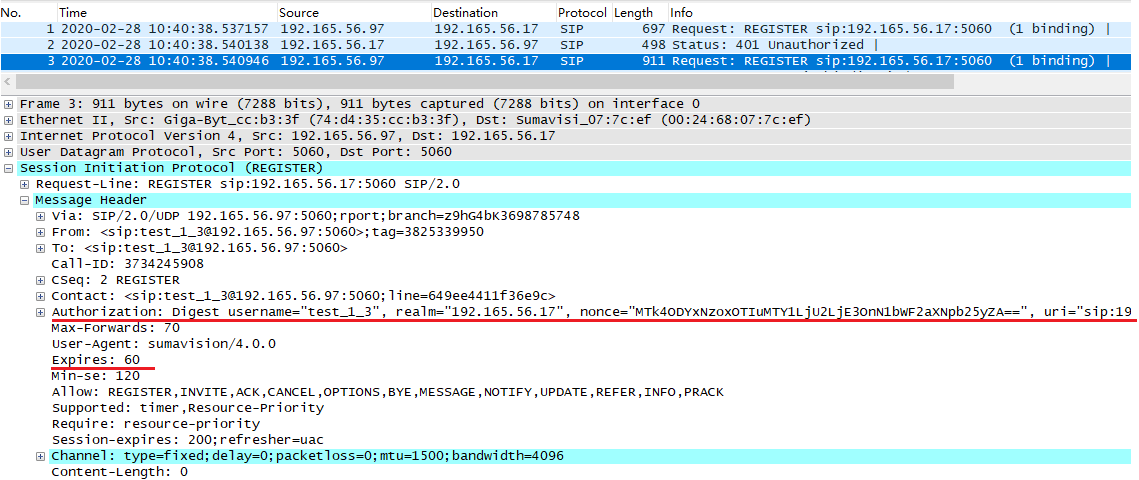 No. Time Source Destination Protocol Length Info
1 2020-02-28 10:40:38.537157 192.165.56.97 192.165.56.17 SIP 697 Request: REGISTER sip:192.165.56.17:5060 (1 binding) |
2 2020-02-28 10:40:38.540138 192.165.56.17 192.165.56.97 SIP 498 Status: 401 Unauthorized |
3 2020-02-28 10:40:38.540946 192.165.56.97 192.165.56.17 SIP 911 Request: REGISTER sip:192.165.56.17:5060 (1 binding) |
Frame 3: 911 bytes on wire (7288 bits), 911 bytes captured (7288 bits) on interface 0
Ethernet II, Src: Giga-Byt_cc:b3:3f (74:d4:35:cc:b3:3f), Dst: Sumavisi_07:7c:ef (00:24:68:07:7c:ef)
Internet Protocol Version 4, Src: 192.165.56.97, Dst: 192.165.56.17
User Datagram Protocol, Src Port: 5060, Dst Port: 5060
Session Initiation Protocol (REGISTER)
Request-Line: REGISTER sip:192.165.56.17:5060 SIP/2.0
Message Header
Via: SIP/2.0/UDP 192.165.56.97:5060;rport;branch=z9hG4bK3698785748
From: <sip:test_1_3@192.165.56.97:5060>;tag=3825339950
To: <sip:test_1_3@192.165.56.97:5060>
Call-ID: 3734245908
CSeq: 2 REGISTER
Contact: <sip:test_1_3@192.165.56.97:5060;line=649ee4411f36e9c>
Authorization: Digest username="test_1_3", realm="192.165.56.17", nonce="MTk4ODYxNzoxOTIuMTY1LjU2LjE3OnN1bWF2aXNpb25yZA==", uri="sip:19
Max-Forwards: 70
User-Agent: sumavision/4.0.0
Expires: 60
Min-se: 120
Allow: REGISTER,INVITE,ACK,CANCEL,OPTIONS,BYE,MESSAGE,NOTIFY,UPDATE,REFER,INFO,PRACK
Supported: timer,Resource-Priority
Require: resource-priority
Session-expires: 200;refresher=uac
Channel: type=fixed;delay=0;packetloss=0;mtu=1500;bandwidth=4096
Content-Length: 0